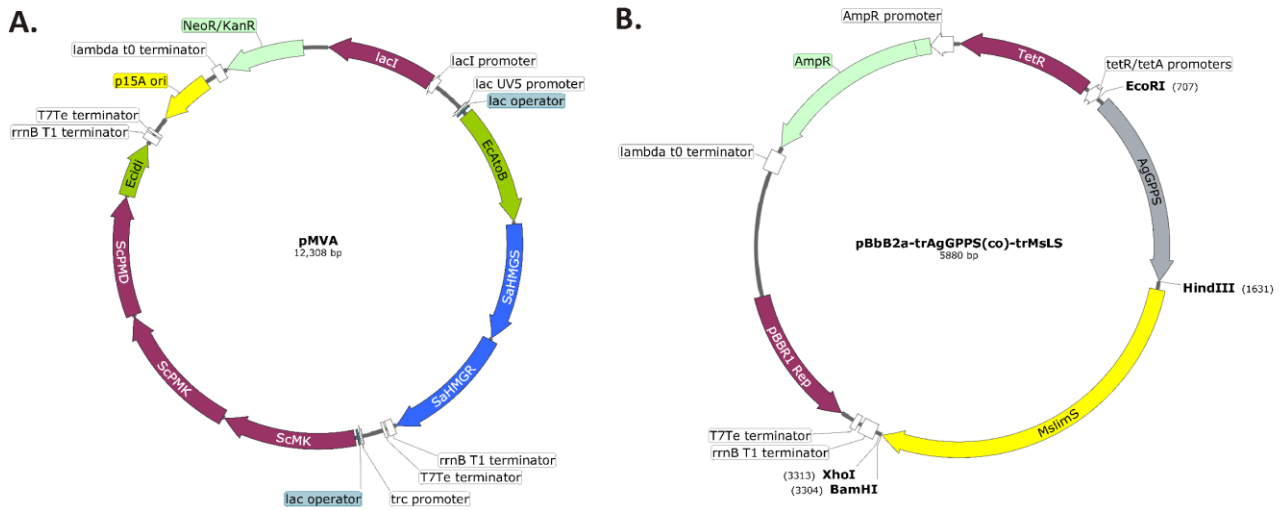 A.
NeoR/KanR
lambda t0 terminator
p15A ori
T7Te terminator
rrnB T1 terminator
Ecidi
ScPMD
ScPMK
ScMK
lacI
lacI promoter
lac UV5 promoter
lac operator
EcAtoB
SaHMGS
SaHMGR
rrnB T1 terminator
T7Te terminator
trc promoter
lac operator
pMVA
12,308 bp
B.
AmpR promoter
AmpR
TetR
tetR/tetA promoters
EcoRI (707)
AgGPPS
HindIII (1631)
MslimS
lambda t0 terminator
pBBR1 Rep
T7Te terminator
rrnB T1 terminator
(3313) XhoI
(3304) BamHI
pBbB2a-trAgGPPS(co)-trMsLS
5880 bp